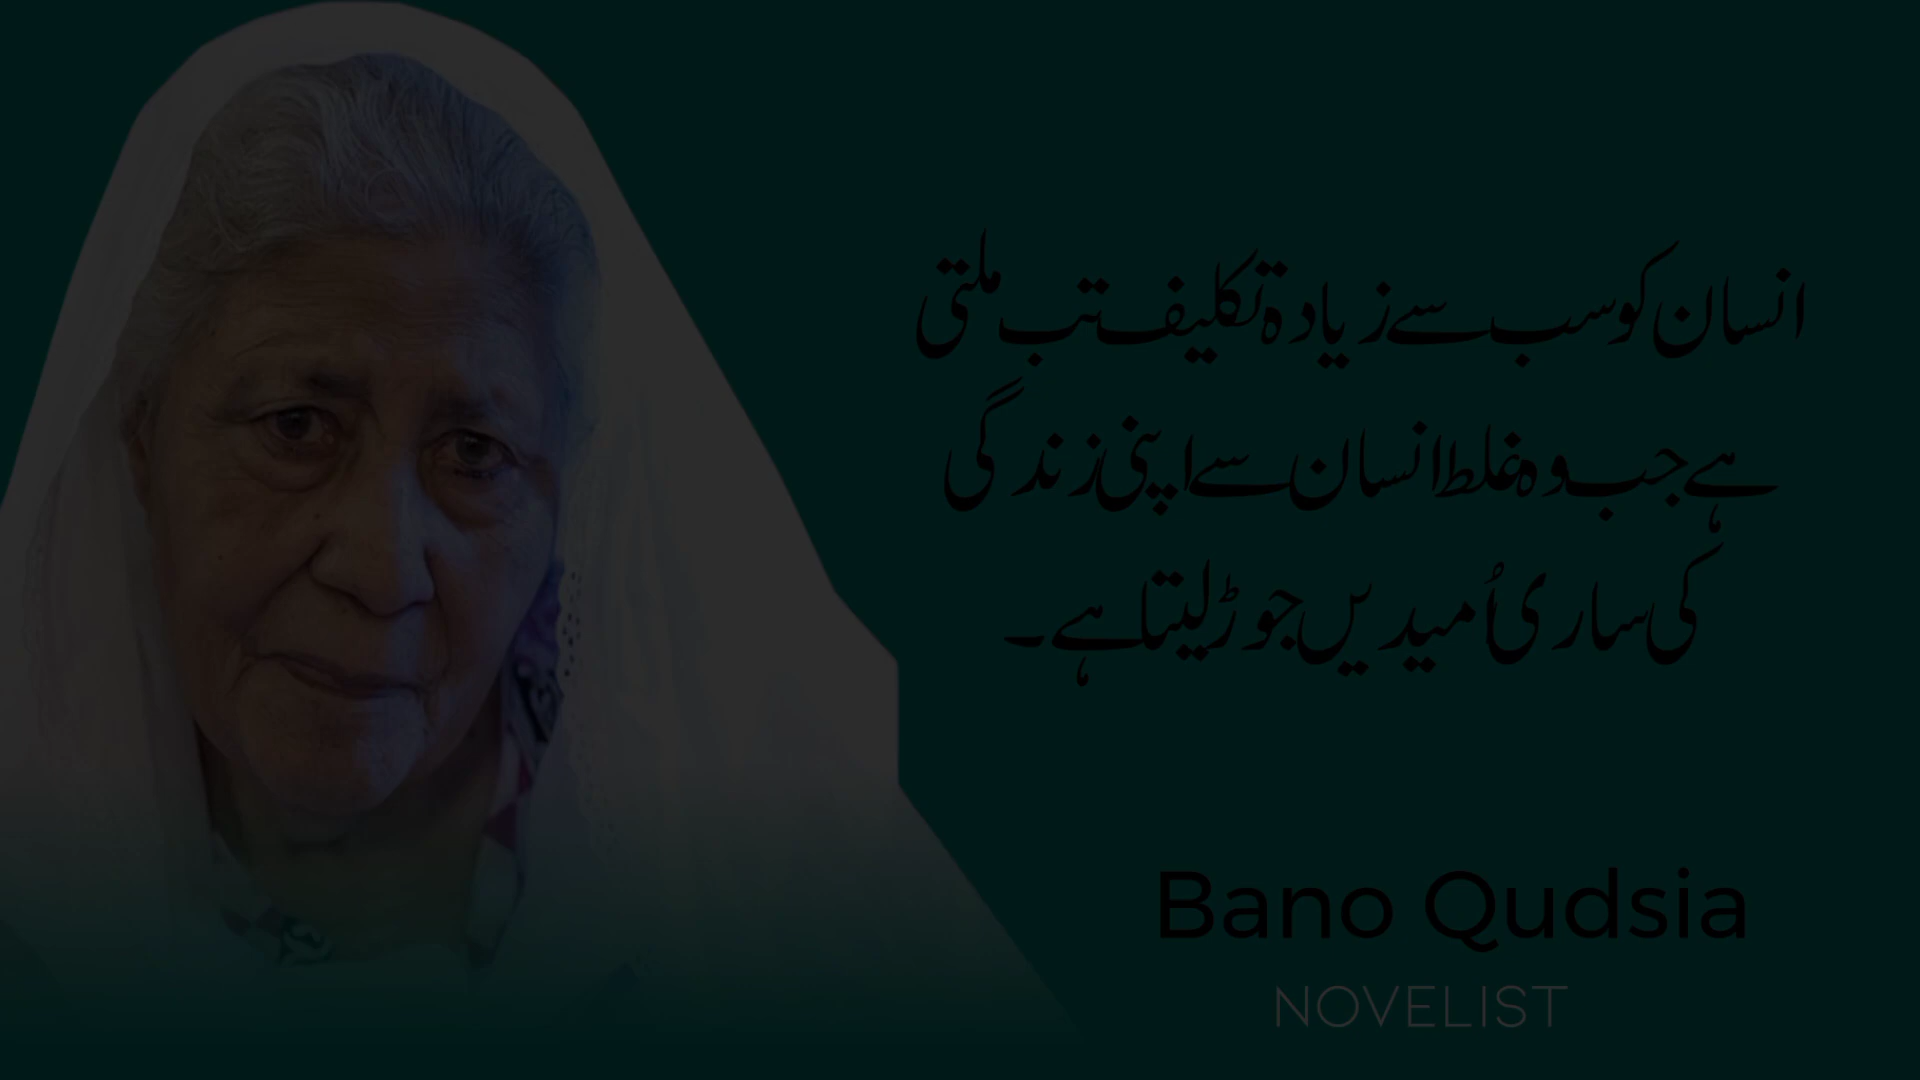 انسان کو سب سے زیادہ تکلیف تب ملتی
ہے جب وہ غلط انسان سے اپنی زندگی
کی ساری اُمیدیں جوڑ لیتا ہے۔
Bano Qudsia
NOVELIST